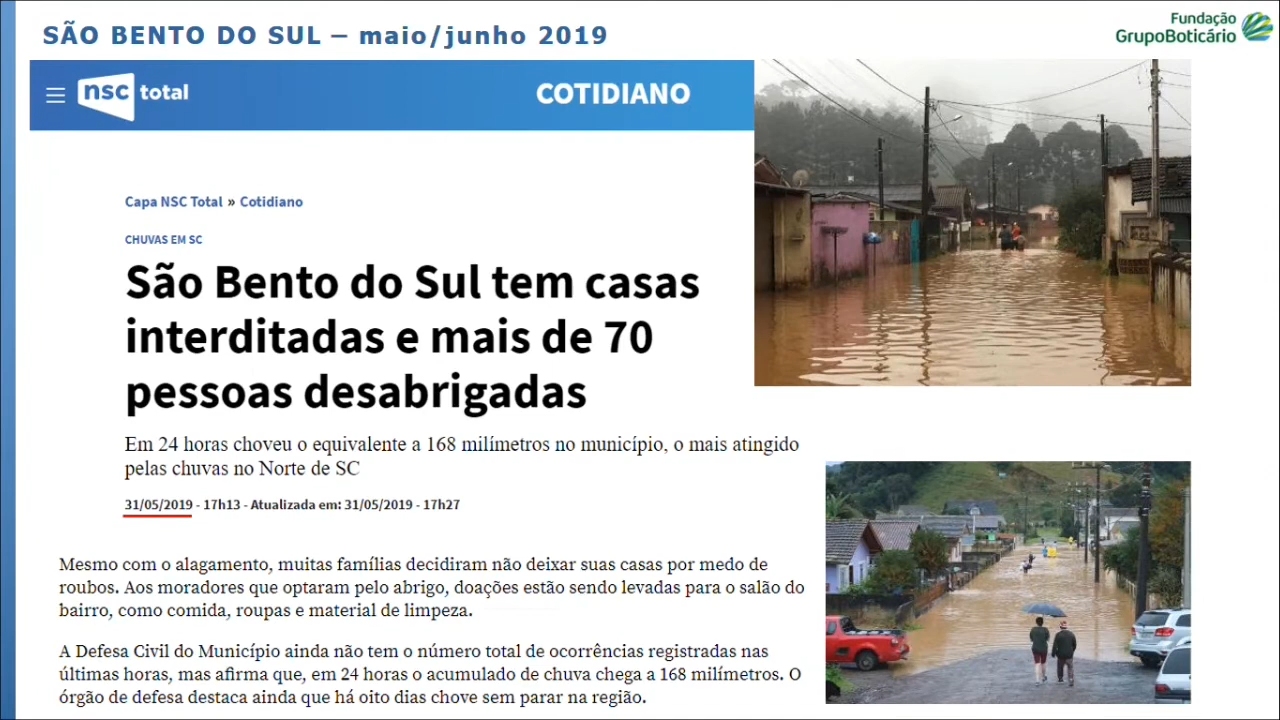 SÃO BENTO DO SUL – maio/junho 2019
Fundação
GrupoBoticário
nsc total
COTIDIANO
Capa NSC Total » Cotidiano
CHUVAS EM SC
São Bento do Sul tem casas
interditadas e mais de 70
pessoas desabrigadas
Em 24 horas choveu o equivalente a 168 milímetros no município, o mais atingido
pelas chuvas no Norte de SC
31/05/2019 - 17h13 - Atualizada em: 31/05/2019 - 17h27
Mesmo com o alagamento, muitas famílias decidiram não deixar suas casas por medo de
roubos. Aos moradores que optaram pelo abrigo, doações estão sendo levadas para o salão do
bairro, como comida, roupas e material de limpeza.
A Defesa Civil do Município ainda não tem o número total de ocorrências registradas nas
últimas horas, mas afirma que, em 24 horas o acumulado de chuva chega a 168 milímetros. O
órgão de defesa destaca ainda que há oito dias chove sem parar na região.